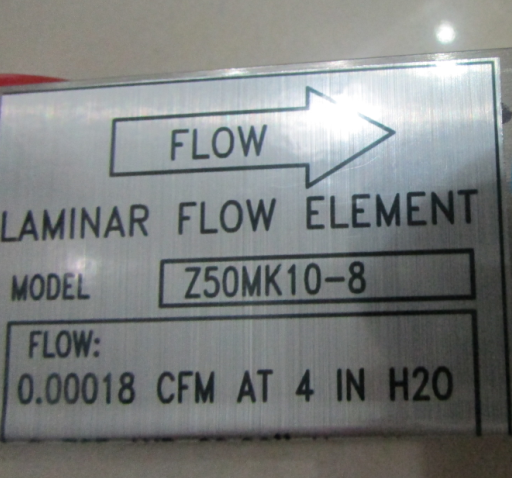 FLOW
LAMINAR FLOW ELEMENT
MODEL Z50MK10-8
FLOW:
0.00018 CFM AT 4 IN H2O